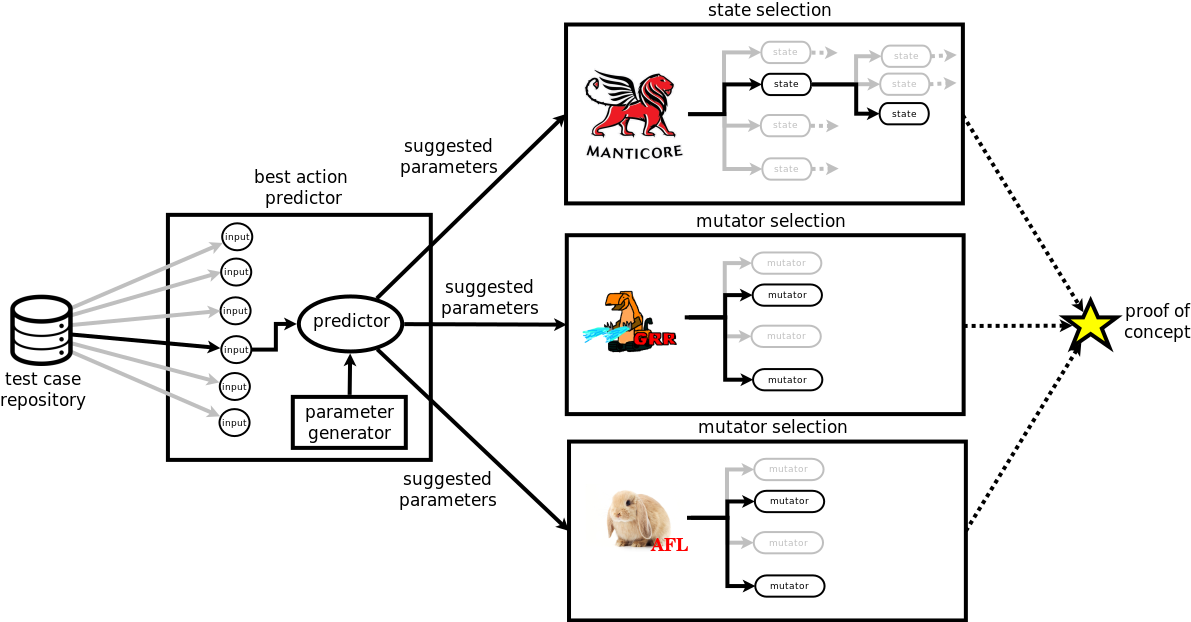 state selection
state
state
state
state
state
state
state
MANTICORE
suggested
parameters
best action
predictor
input
input
input
input
input
input
predictor
parameter
generator
test case
repository
suggested
parameters
mutator selection
mutator
mutator
mutator
mutator
GRR
suggested
parameters
mutator selection
mutator
mutator
mutator
mutator
AFL
proof of
concept